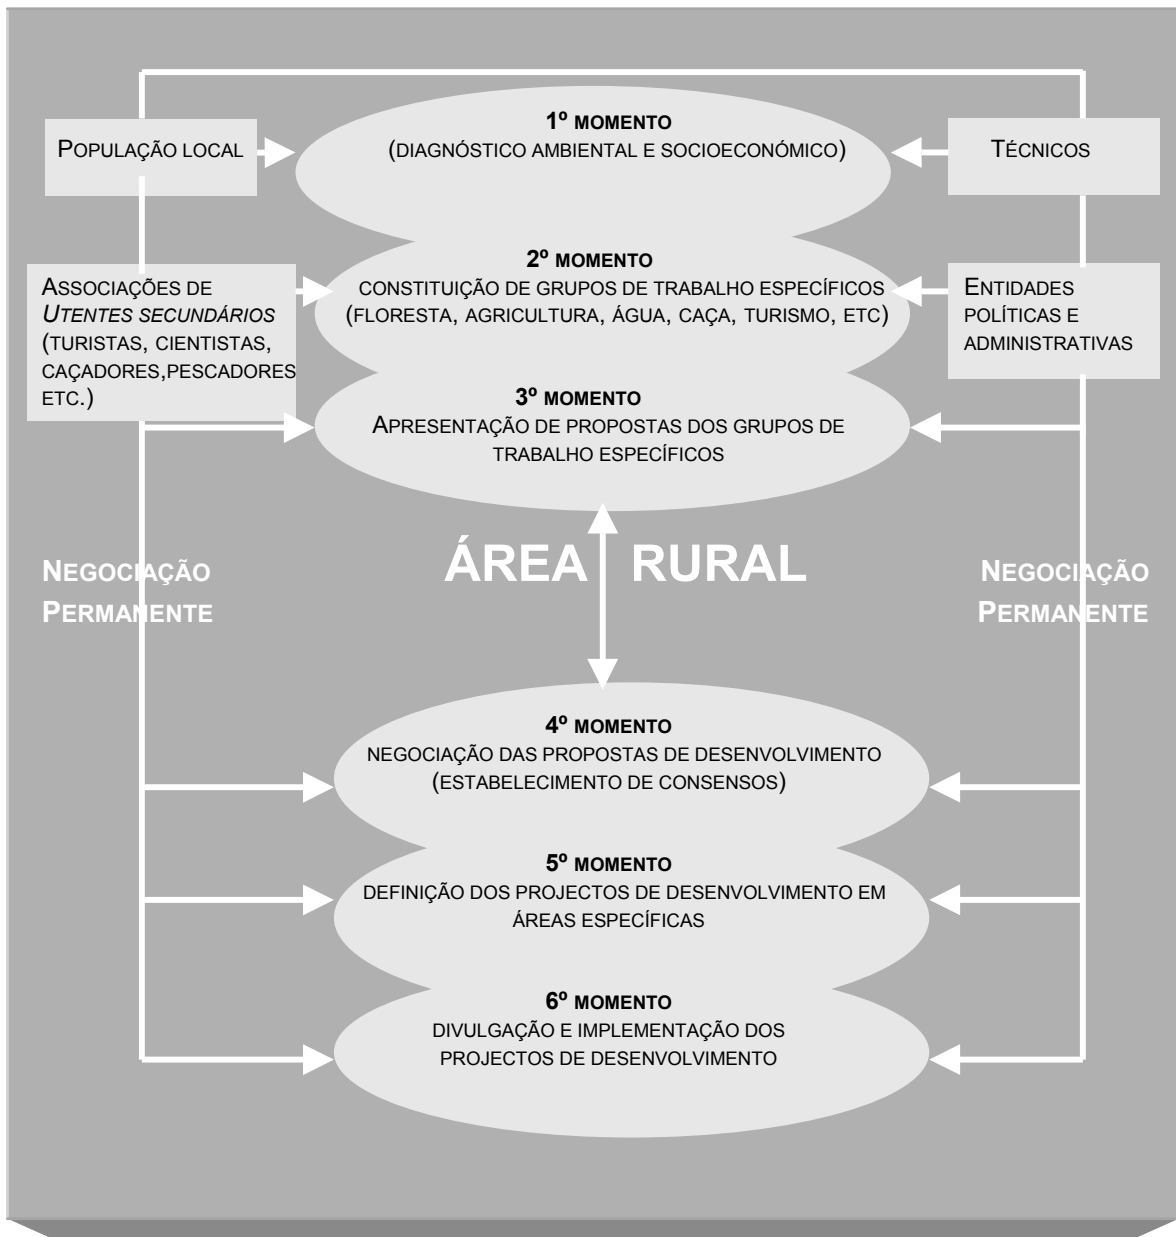 1º MOMENTO
(DIAGNÓSTICO AMBIENTAL E SOCIOECONÓMICO)
POPULAÇÃO LOCAL
TÉCNICOS
2º MOMENTO
CONSTITUIÇÃO DE GRUPOS DE TRABALHO ESPECÍFICOS
(FLORESTA, AGRICULTURA, ÁGUA, CAÇA, TURISMO, ETC)
ASSOCIAÇÕES DE
UTENTES SECUNDÁRIOS
(TURISTAS, CIENTISTAS,
CAÇADORES,PESCADORES
ETC.)
ENTIDADES
POLÍTICAS E
ADMINISTRATIVAS
3º MOMENTO
APRESENTAÇÃO DE PROPOSTAS DOS GRUPOS DE
TRABALHO ESPECÍFICOS
ÁREA RURAL
NEGOCIAÇÃO
PERMANENTE
NEGOCIAÇÃO
PERMANENTE
4º MOMENTO
NEGOCIAÇÃO DAS PROPOSTAS DE DESENVOLVIMENTO
(ESTABELECIMENTO DE CONSENSOS)
5º MOMENTO
DEFINIÇÃO DOS PROJECTOS DE DESENVOLVIMENTO EM
ÁREAS ESPECÍFICAS
6º MOMENTO
DIVULGAÇÃO E IMPLEMENTAÇÃO DOS
PROJECTOS DE DESENVOLVIMENTO